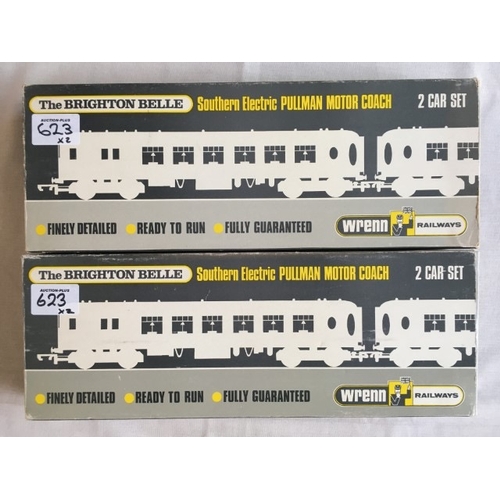 The BRIGHTON BELLE Southern Electric PULLMAN MOTOR COACH 2 CAR SET
AUCTION-PLUS
623
x2
FINELY DETAILED READY TO RUN FULLY GUARANTEED
wrenn RAILWAYS
The BRIGHTON BELLE Southern Electric PULLMAN MOTOR COACH 2 CAR SET
AUCTION-PLUS
623
x2
FINELY DETAILED READY TO RUN FULLY GUARANTEED
wrenn RAILWAYS